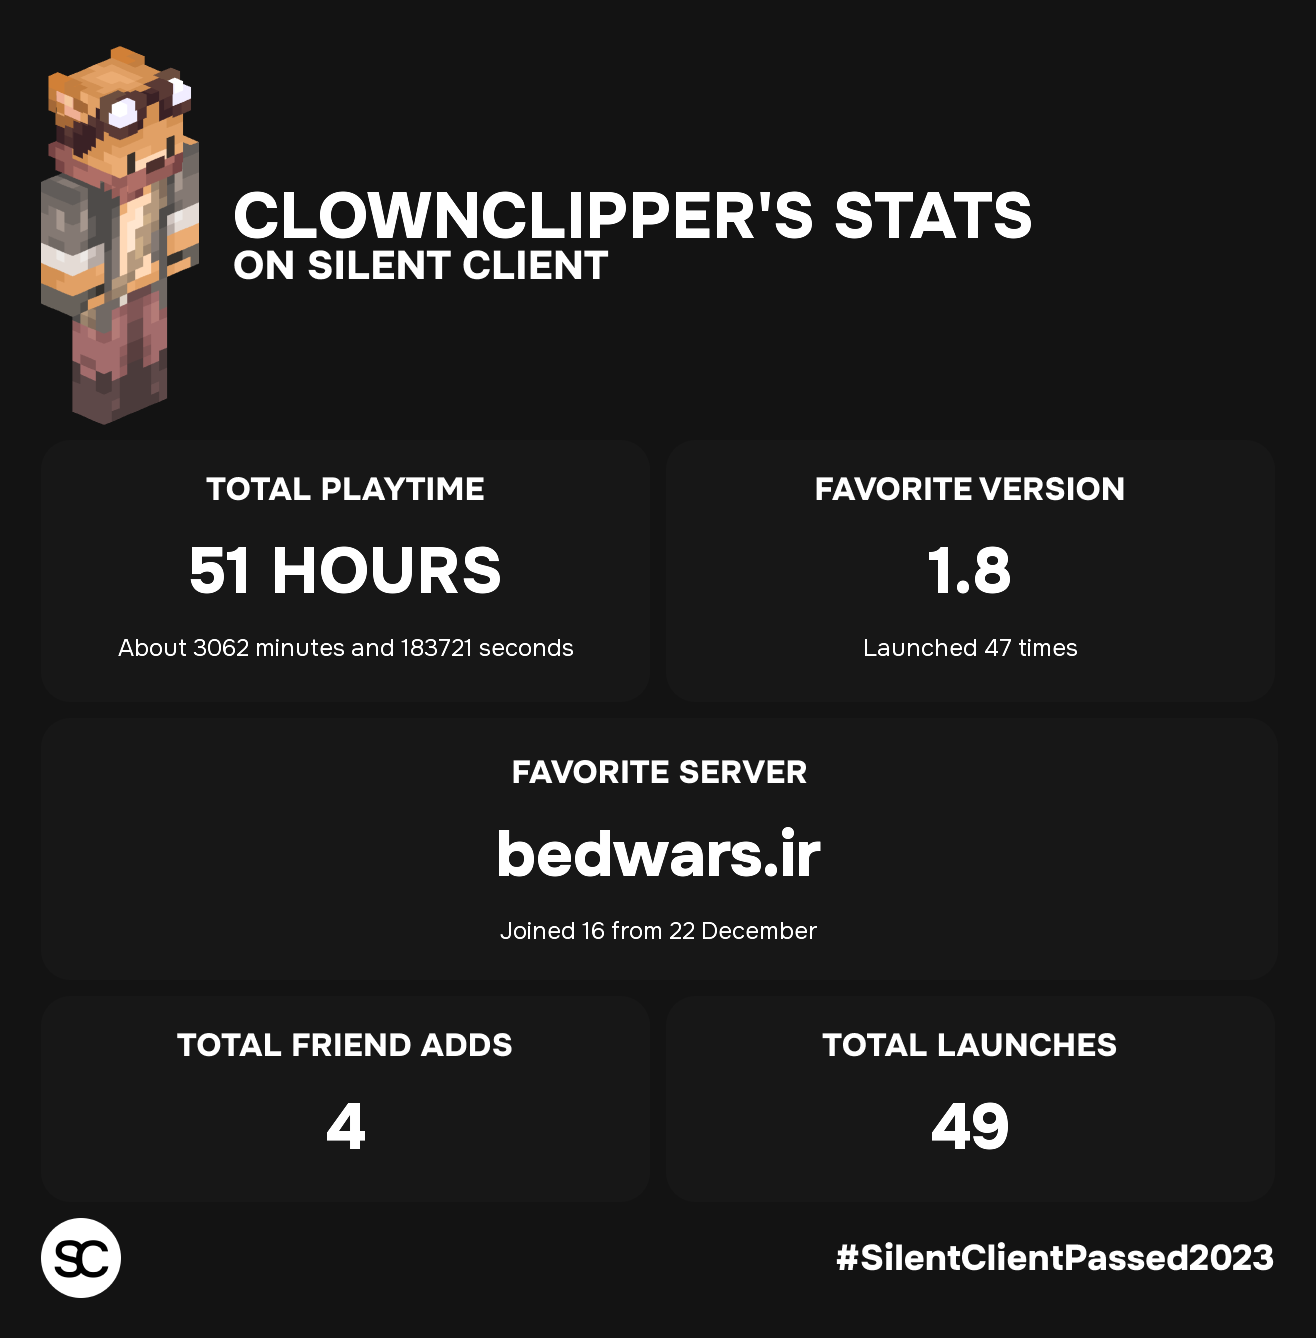 CLOWNCLIPPER'S STATS
ON SILENT CLIENT
TOTAL PLAYTIME
51 HOURS
About 3062 minutes and 183721 seconds
FAVORITE VERSION
1.8
Launched 47 times
FAVORITE SERVER
bedwars.ir
Joined 16 from 22 December
TOTAL FRIEND ADDS
4
TOTAL LAUNCHES
49
SC
#SilentClientPassed2023